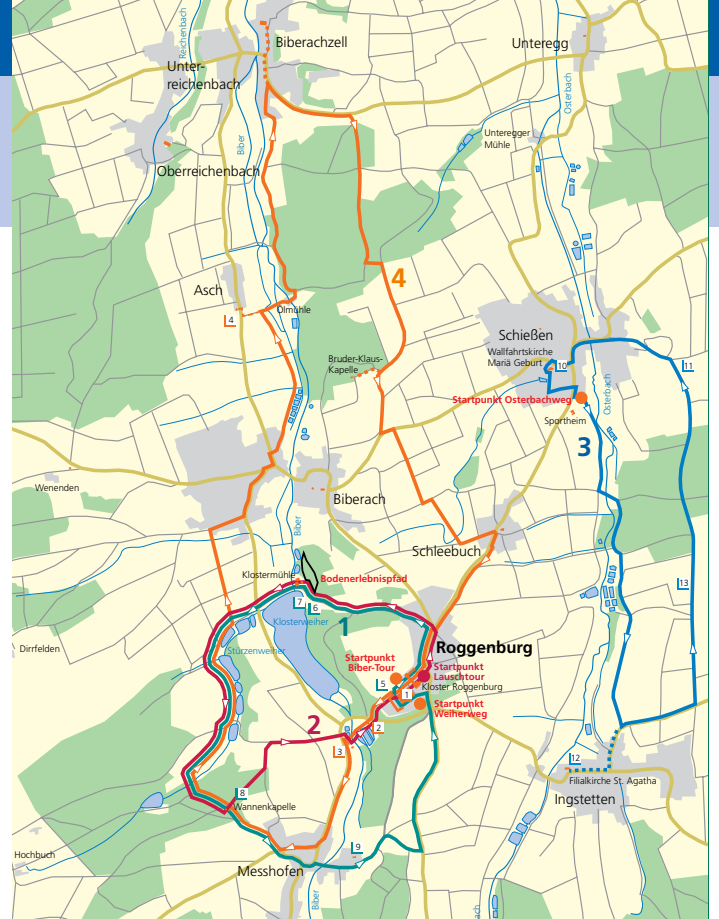 Reichenbach
Biberachzell
Unteregg
Unter-
reichenbach
Osterbach
Biber
Unteregger
Mühle
Oberreichenbach
4
Asch
Ölmühle
4
Schießen
Wallfahrtskirche
Mariä Geburt
10
11
Bruder-Klaus-
Kapelle
Startpunkt Osterbachweg
Osterbach
Sportheim
3
Wenenden
Biberach
Biber
Schleebuch
Klostermühle
Bodenerlebnispfad
13
7
6
Klosterweiher
1
Dirrfelden
Stürzenweiher
Roggenburg
Startpunkt
Biber-Tour
Startpunkt
Lauschtour
5
Kloster Roggenburg
1
Startpunkt
Weiherweg
2
2
3
12
Filialkirche St. Agatha
8
Wannenkapelle
Ingstetten
9
Hochbuch
Messhofen
Biber